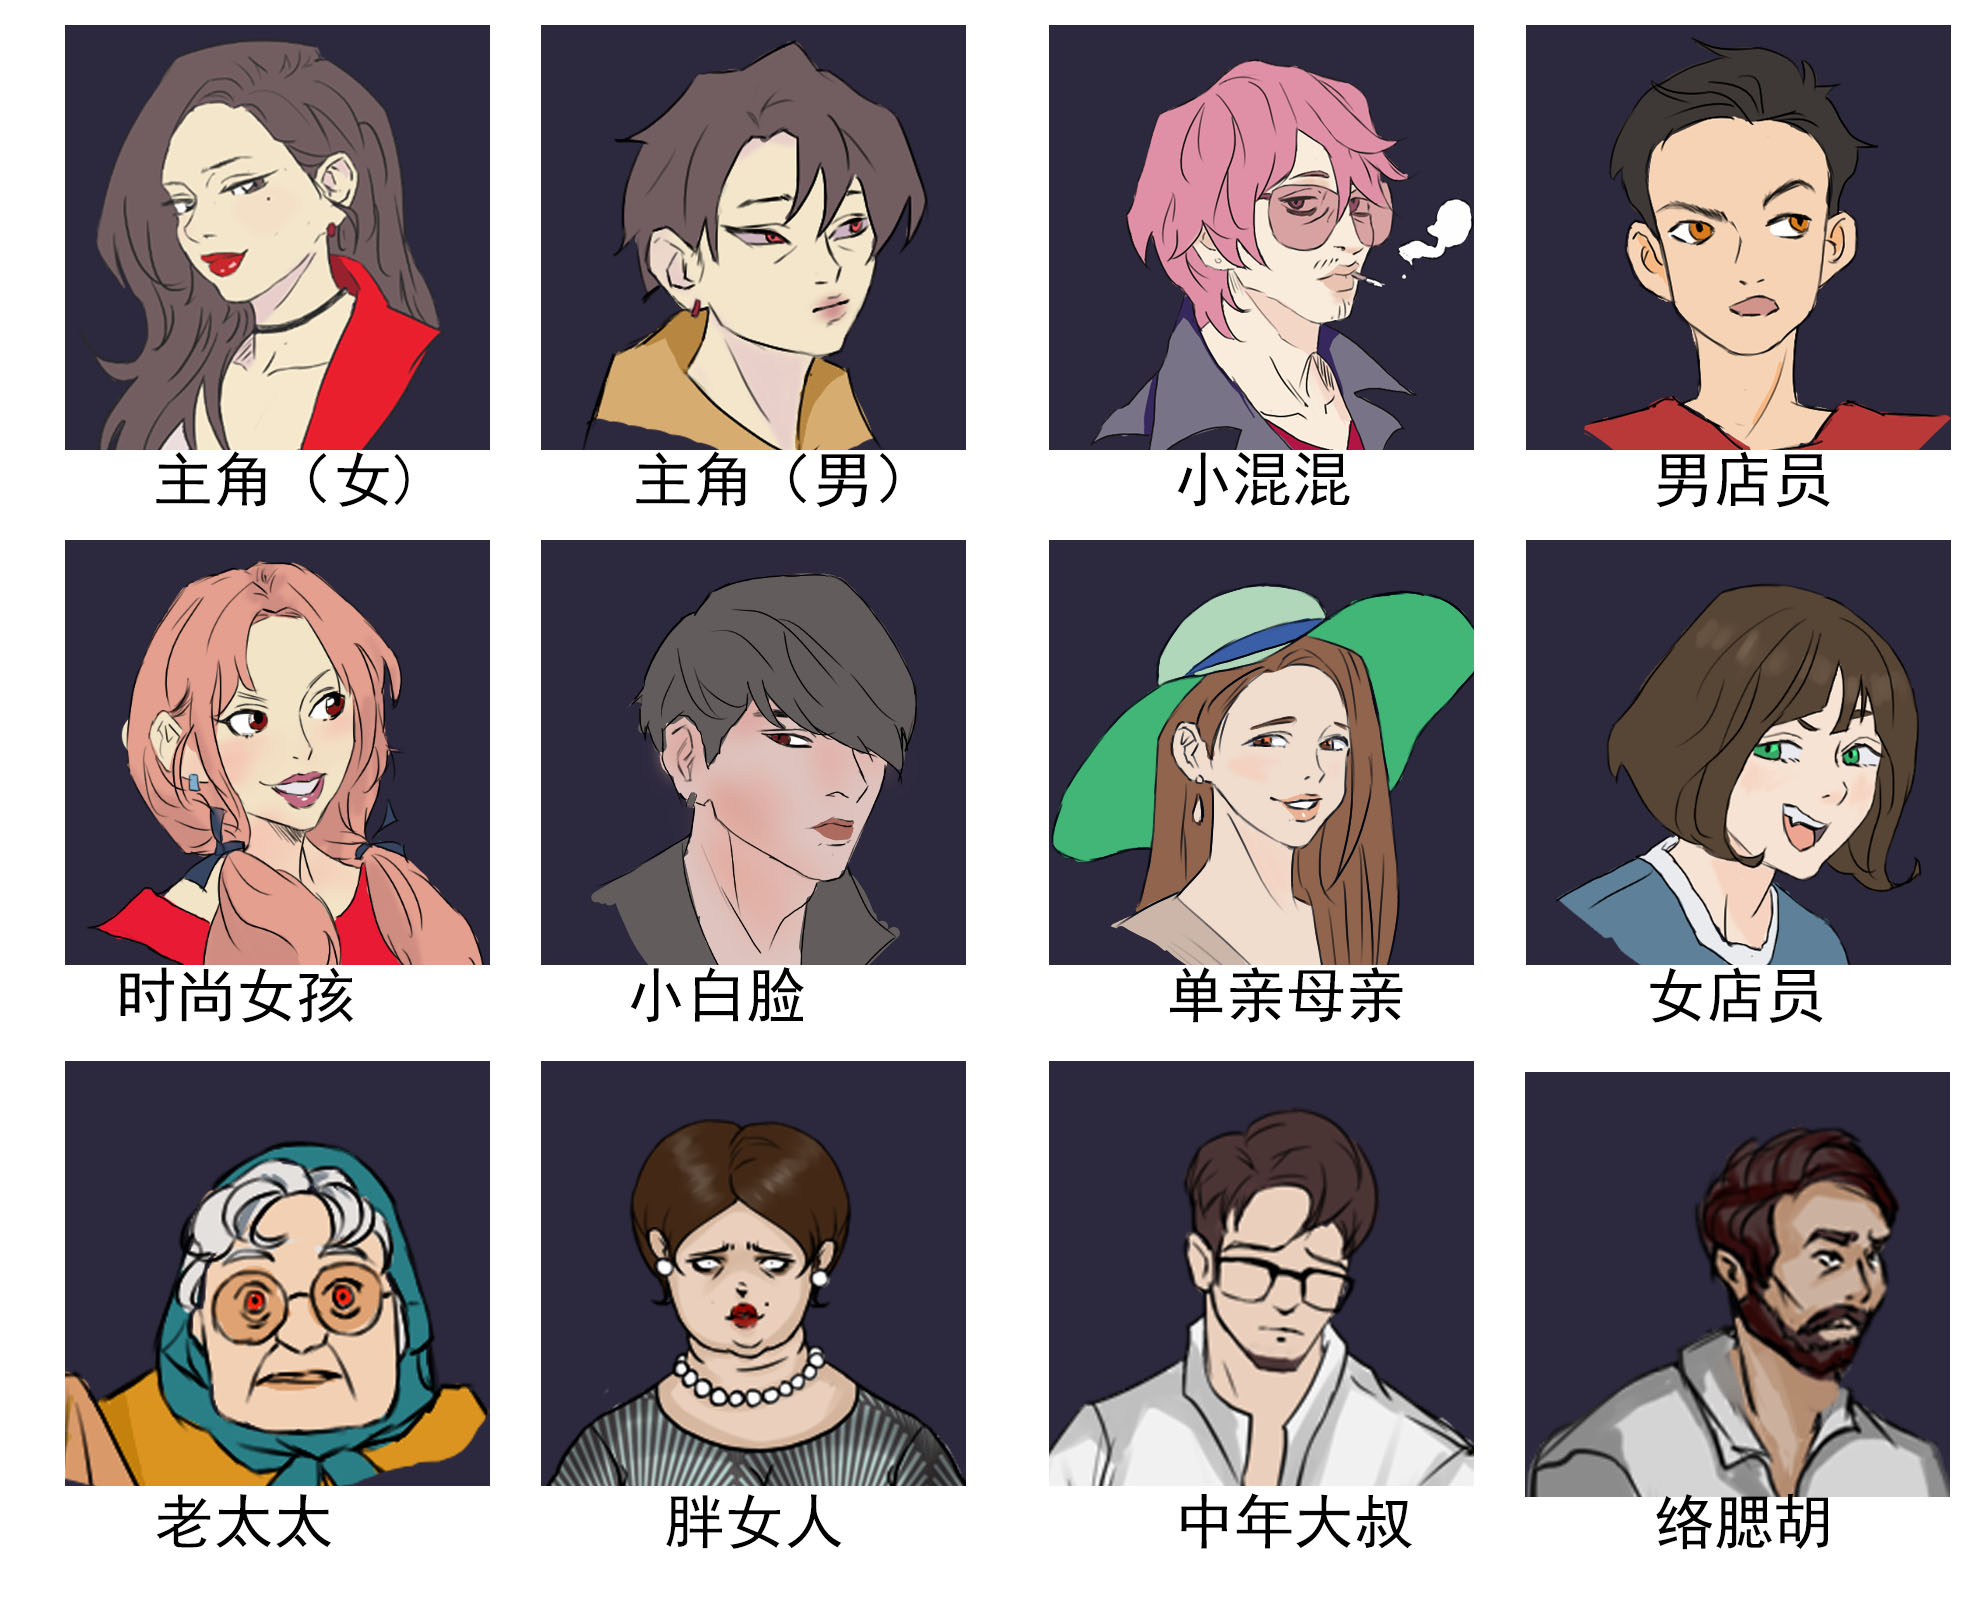 主角（女）
主角（男）
小混混
男店员
时尚女孩
小白脸
单亲母亲
女店员
老太太
胖女人
中年大叔
络腮胡